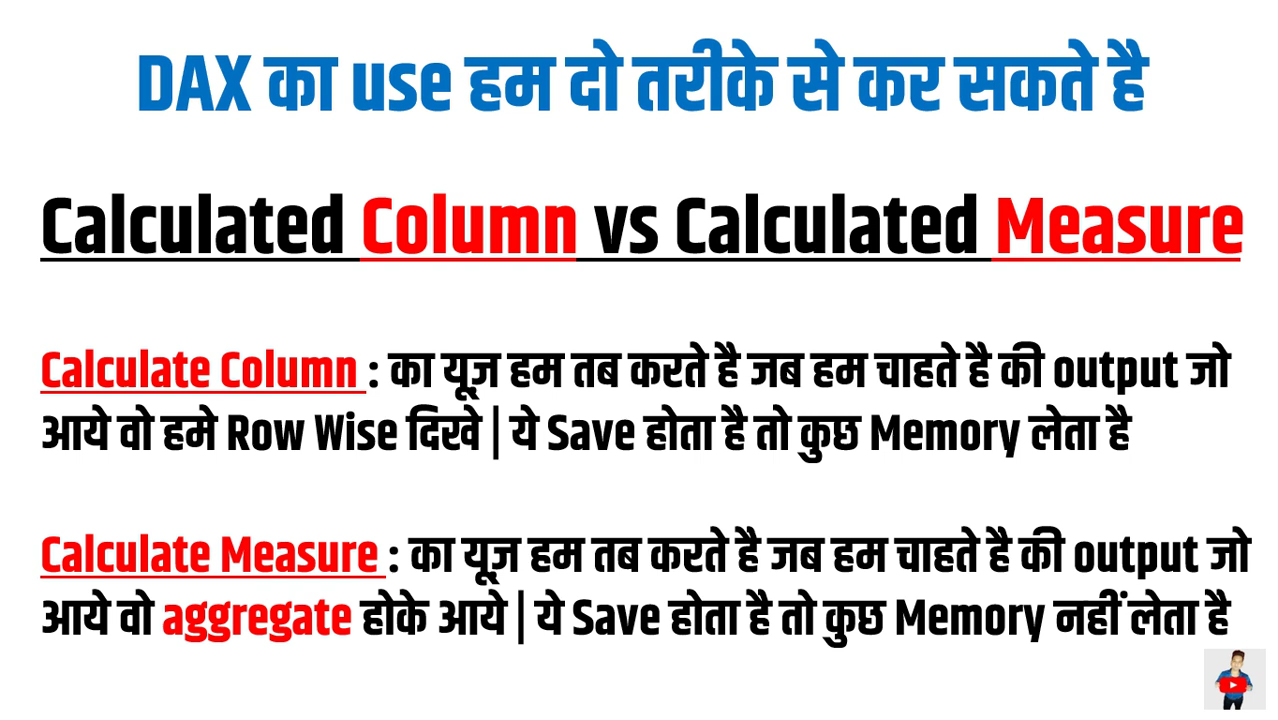 DAX का use हम दो तरीके से कर सकते है
Calculated Column vs Calculated Measure
Calculate Column : का यूज़ हम तब करते है जब हम चाहते है की output जो
आये वो हमे Row Wise दिखे | ये Save होता है तो कुछ Memory लेता है
Calculate Measure : का यूज़ हम तब करते है जब हम चाहते है की output जो
आये वो aggregate होके आये | ये Save होता है तो कुछ Memory नहीं लेता है